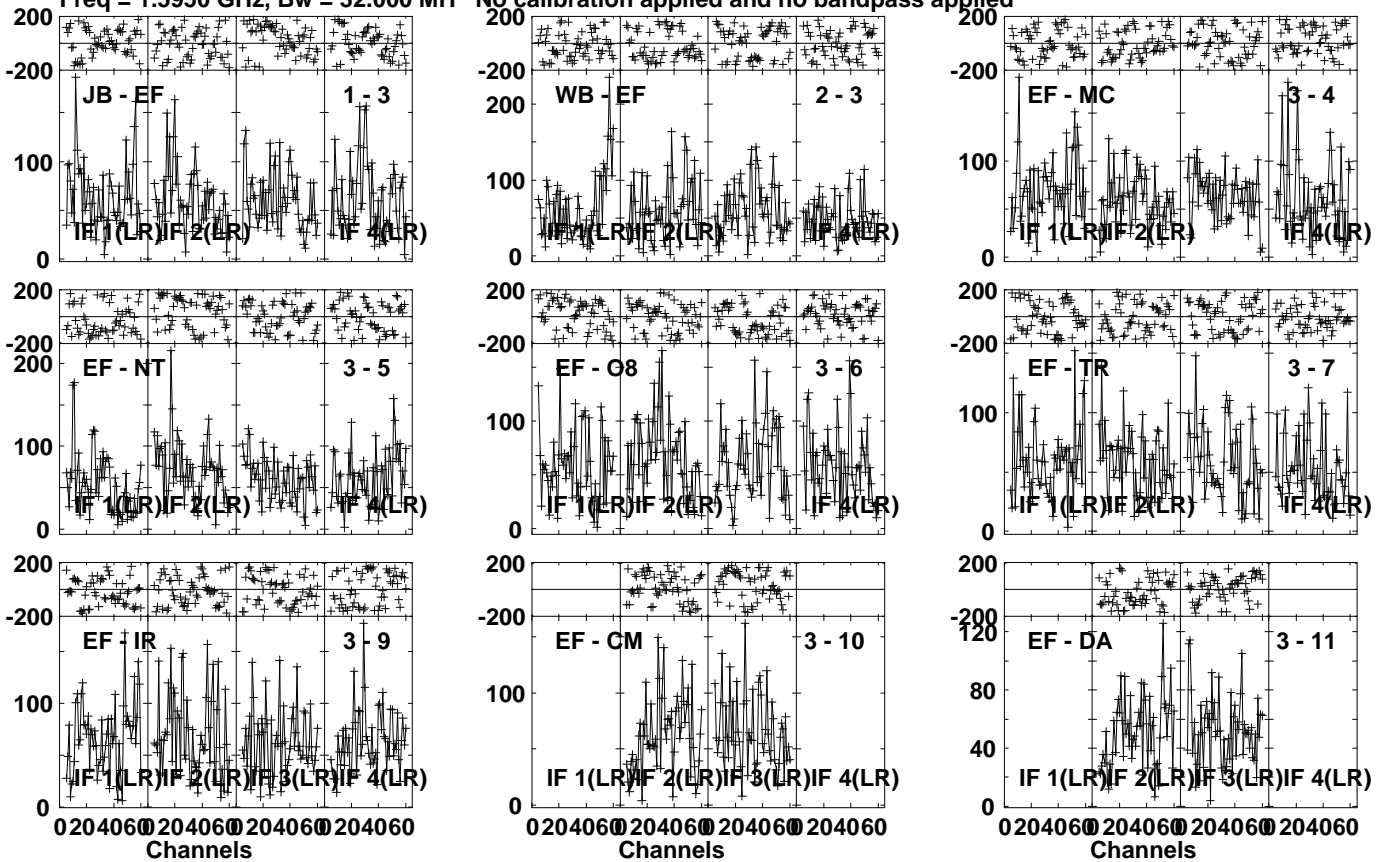 Freq = 1.5950 GHz, Bw = 32.000 MH No calibration applied and no bandpass applied
200
-200
JB - EF 1 - 3
100
0
IF 1(LR) IF 2(LR) IF 4(LR)
200
-200
WB - EF 2 - 3
200
100
0
IF 1(LR) IF 2(LR) IF 4(LR)
200
-200
EF - MC 3 - 4
100
0
IF 1(LR) IF 2(LR) IF 4(LR)
200
-200
EF - NT 3 - 5
200
100
0
IF 1(LR) IF 2(LR) IF 4(LR)
200
-200
EF - O8 3 - 6
100
0
IF 1(LR) IF 2(LR) IF 4(LR)
200
-200
EF - TR 3 - 7
100
0
IF 1(LR) IF 2(LR) IF 4(LR)
200
-200
EF - IR 3 - 9
100
0
IF 1(LR) IF 2(LR) IF 3(LR) IF 4(LR)
0 20 40 60 0 20 40 60 0 20 40 60 0 20 40 60
Channels
200
-200
EF - CM 3 - 10
100
0
IF 1(LR) IF 2(LR) IF 3(LR) IF 4(LR)
0 20 40 60 0 20 40 60 0 20 40 60 0 20 40 60
Channels
200
-200
EF - DA 3 - 11
120
80
40
0
IF 1(LR) IF 2(LR) IF 3(LR) IF 4(LR)
0 20 40 60 0 20 40 60 0 20 40 60 0 20 40 60
Channels